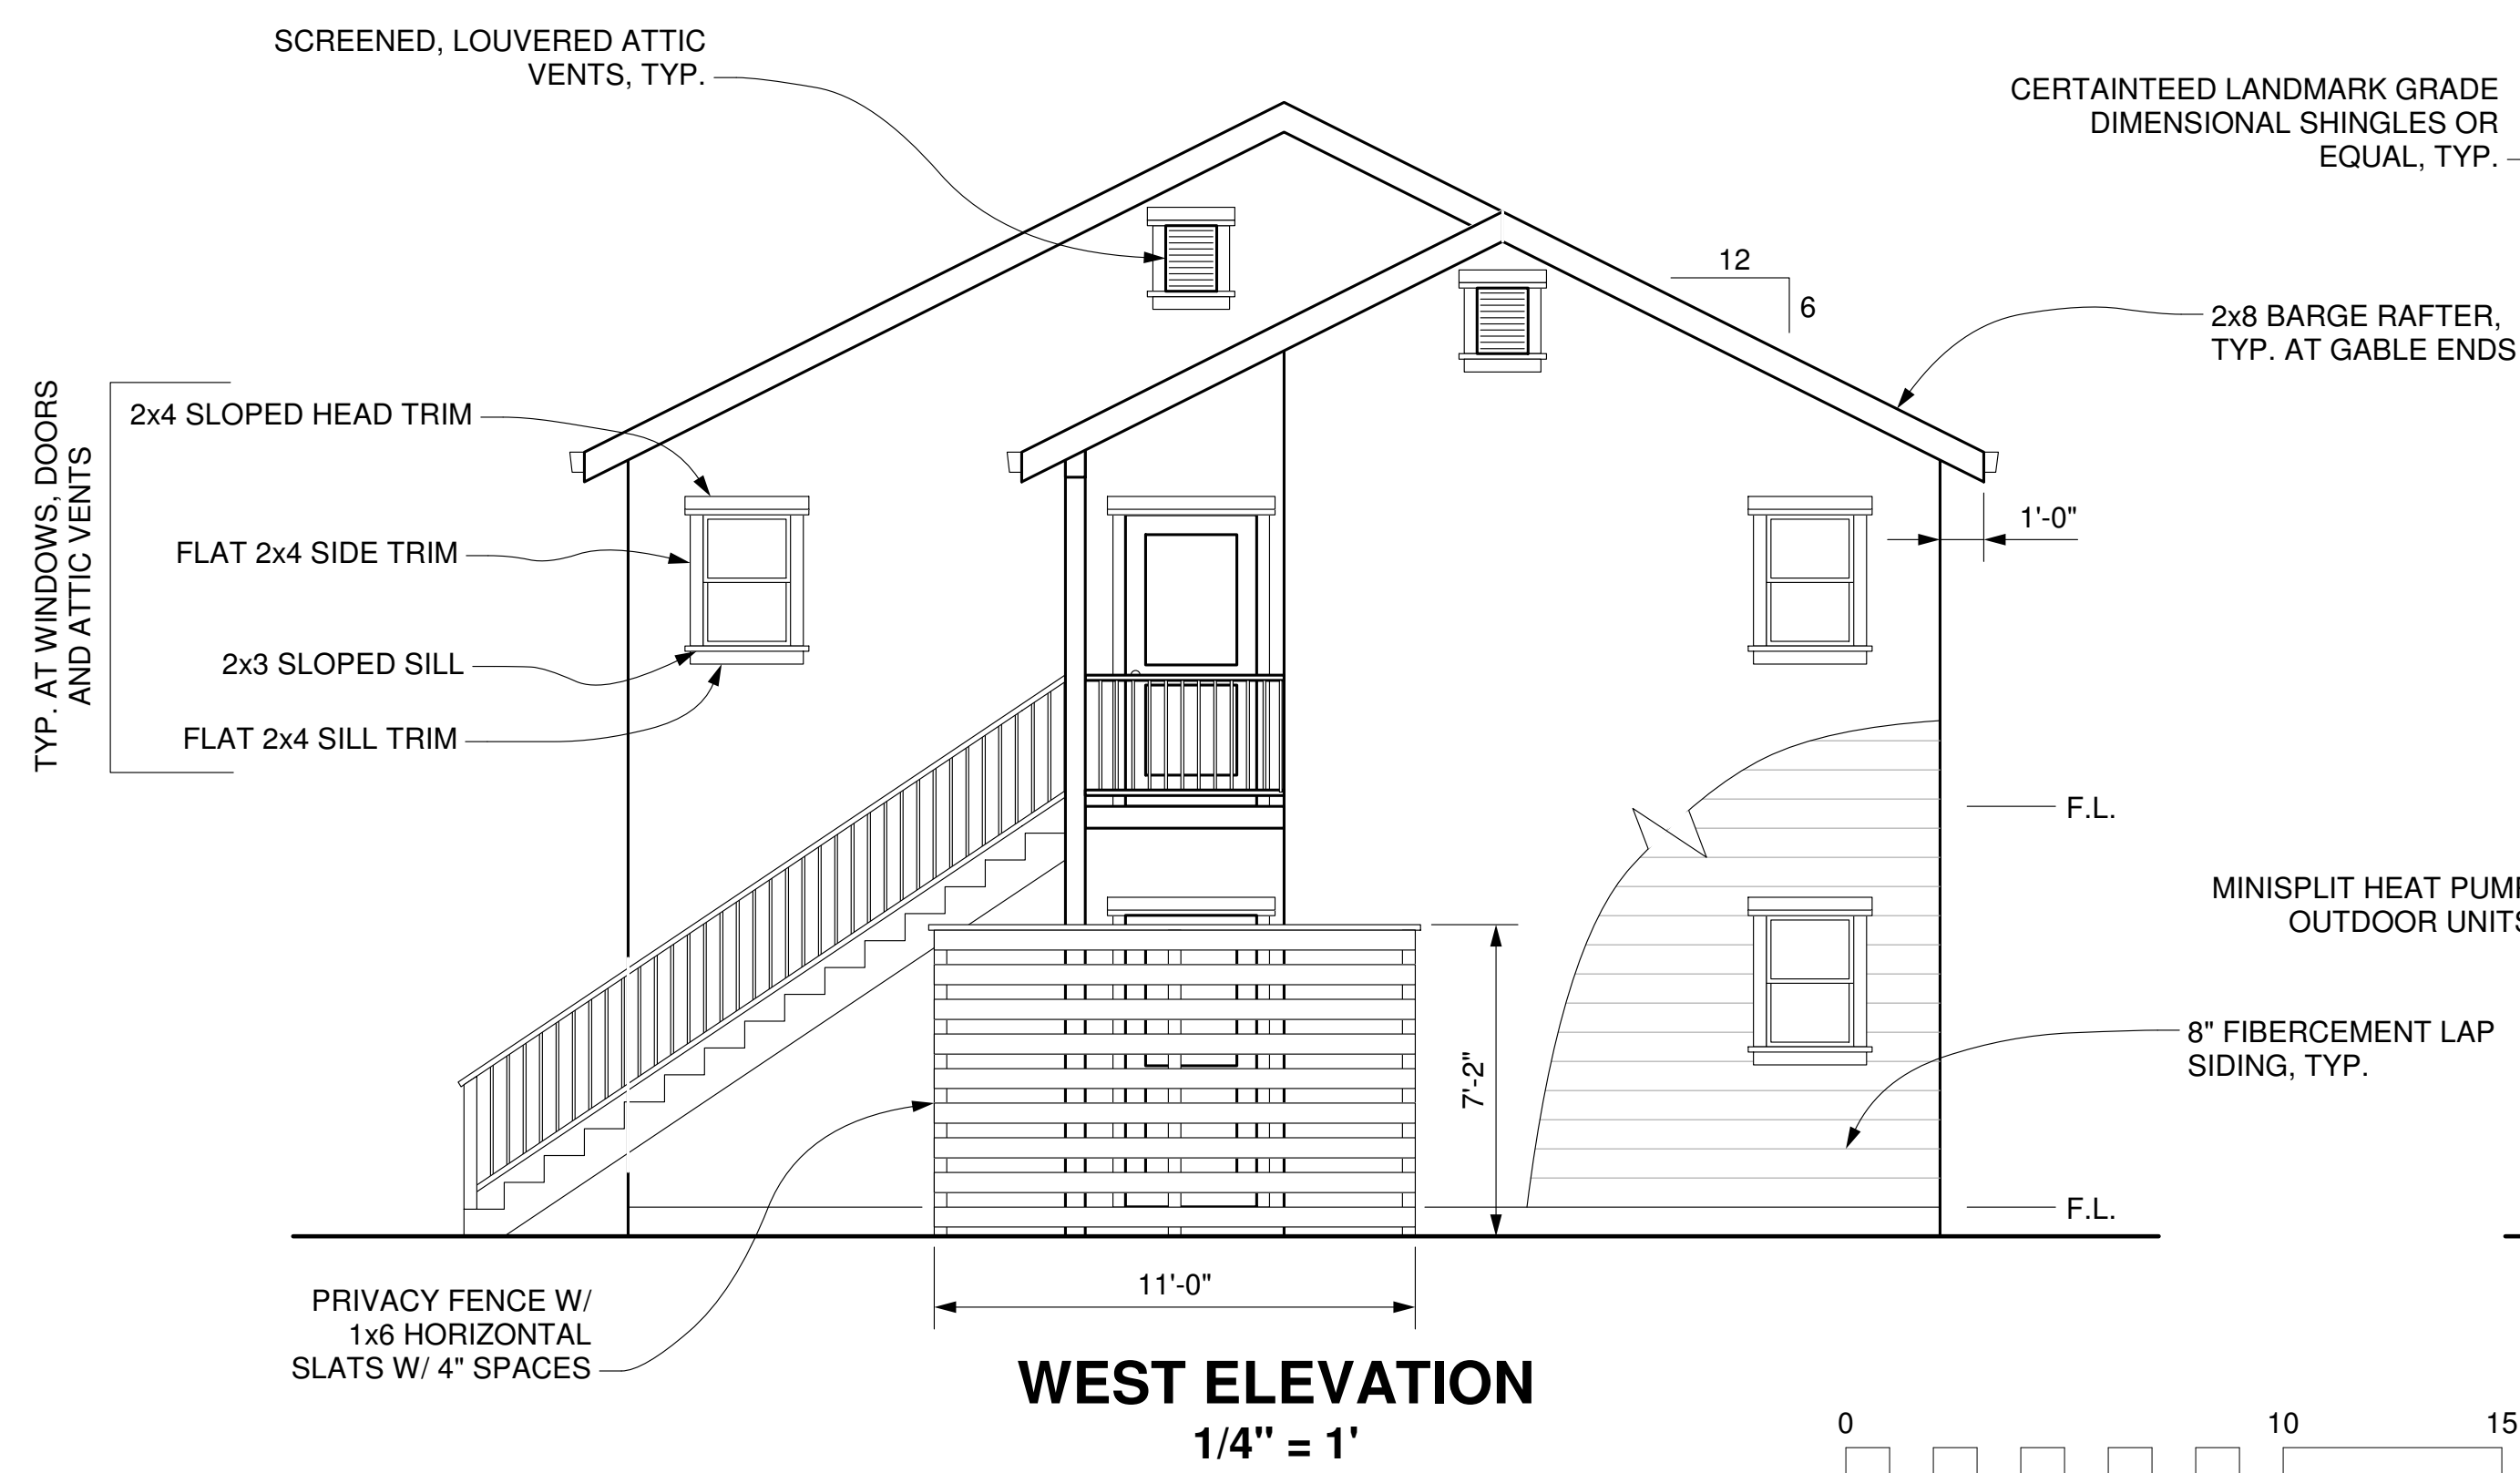 SCREENED, LOUVERED ATTIC
VENTS, TYP.
CERTAINTEED LANDMARK GRADE
DIMENSIONAL SHINGLES OR
EQUAL, TYP.
12
6
2x8 BARGE RAFTER,
TYP. AT GABLE ENDS
TYP. AT WINDOWS, DOORS
AND ATTIC VENTS
2x4 SLOPED HEAD TRIM
FLAT 2x4 SIDE TRIM
2x3 SLOPED SILL
FLAT 2x4 SILL TRIM
1'-0"
F.L.
MINISPLIT HEAT PUMP
OUTDOOR UNITS
8" FIBERCEMENT LAP
SIDING, TYP.
7'-2"
F.L.
11'-0"
PRIVACY FENCE W/
1x6 HORIZONTAL
SLATS W/ 4" SPACES
WEST ELEVATION
1/4" = 1'
0 10 15